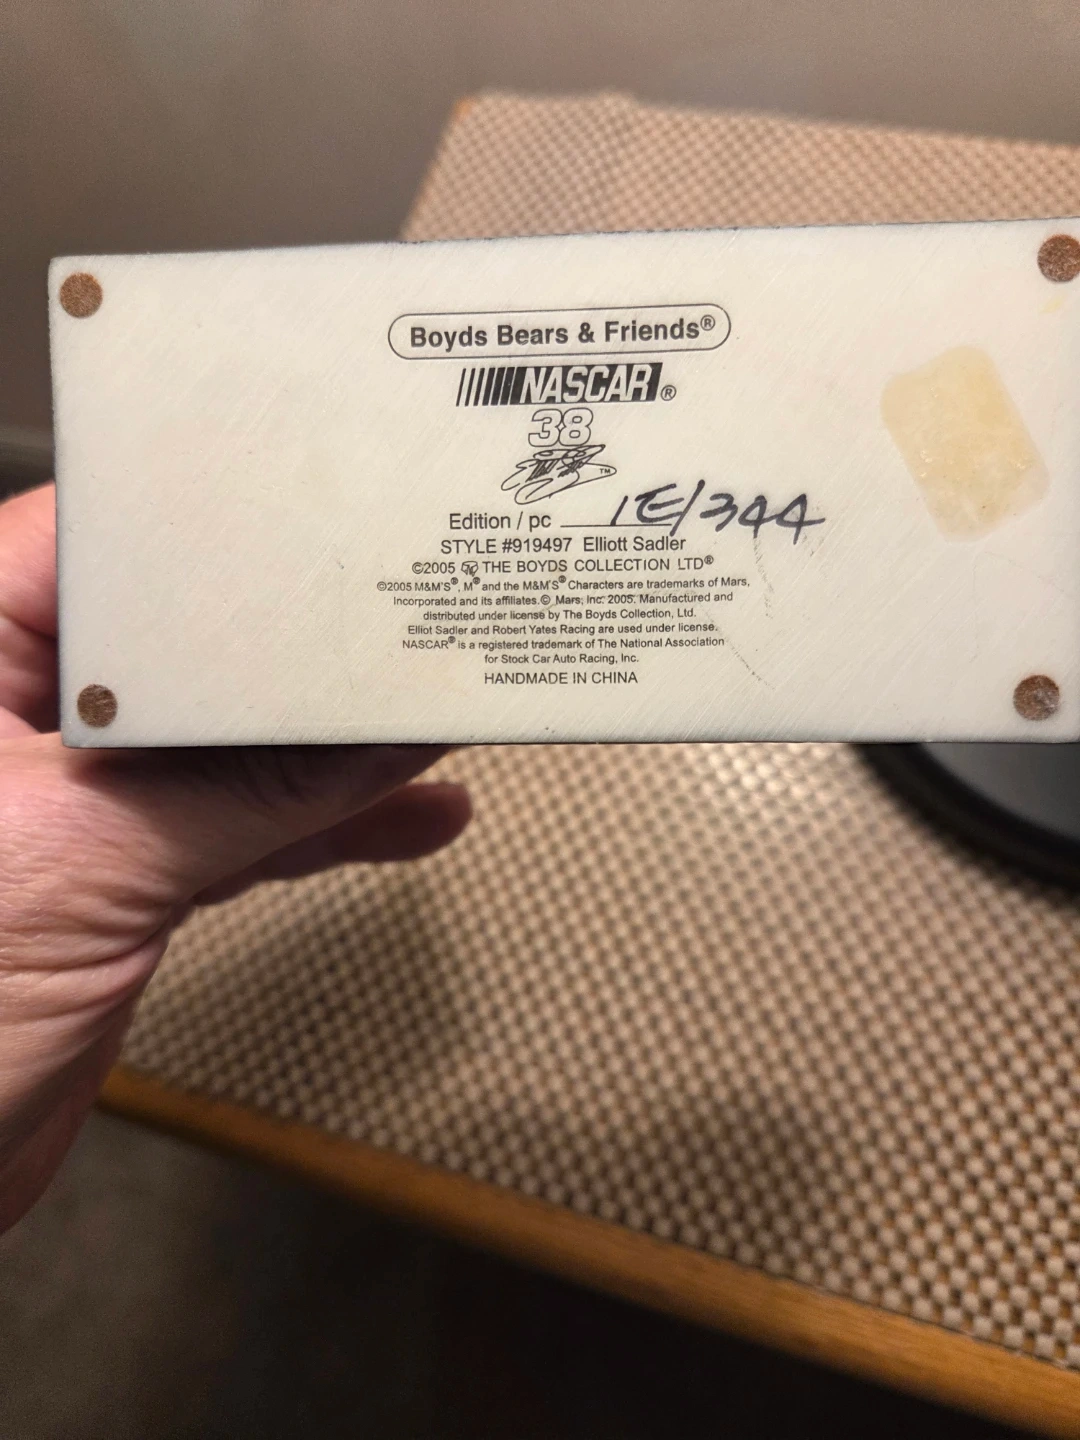 Boyds Bears & Friends®
NASCAR®
38
™
Edition / pc 1E/344
STYLE #919497 Elliott Sadler
©2005 THE BOYDS COLLECTION LTD®
©2005 M&M'S®, M® and the M&M'S® Characters are trademarks of Mars,
Incorporated and its affiliates.© Mars, Inc. 2005. Manufactured and
distributed under license by The Boyds Collection, Ltd.
Elliot Sadler and Robert Yates Racing are used under license.
NASCAR® is a registered trademark of The National Association
for Stock Car Auto Racing, Inc.
HANDMADE IN CHINA